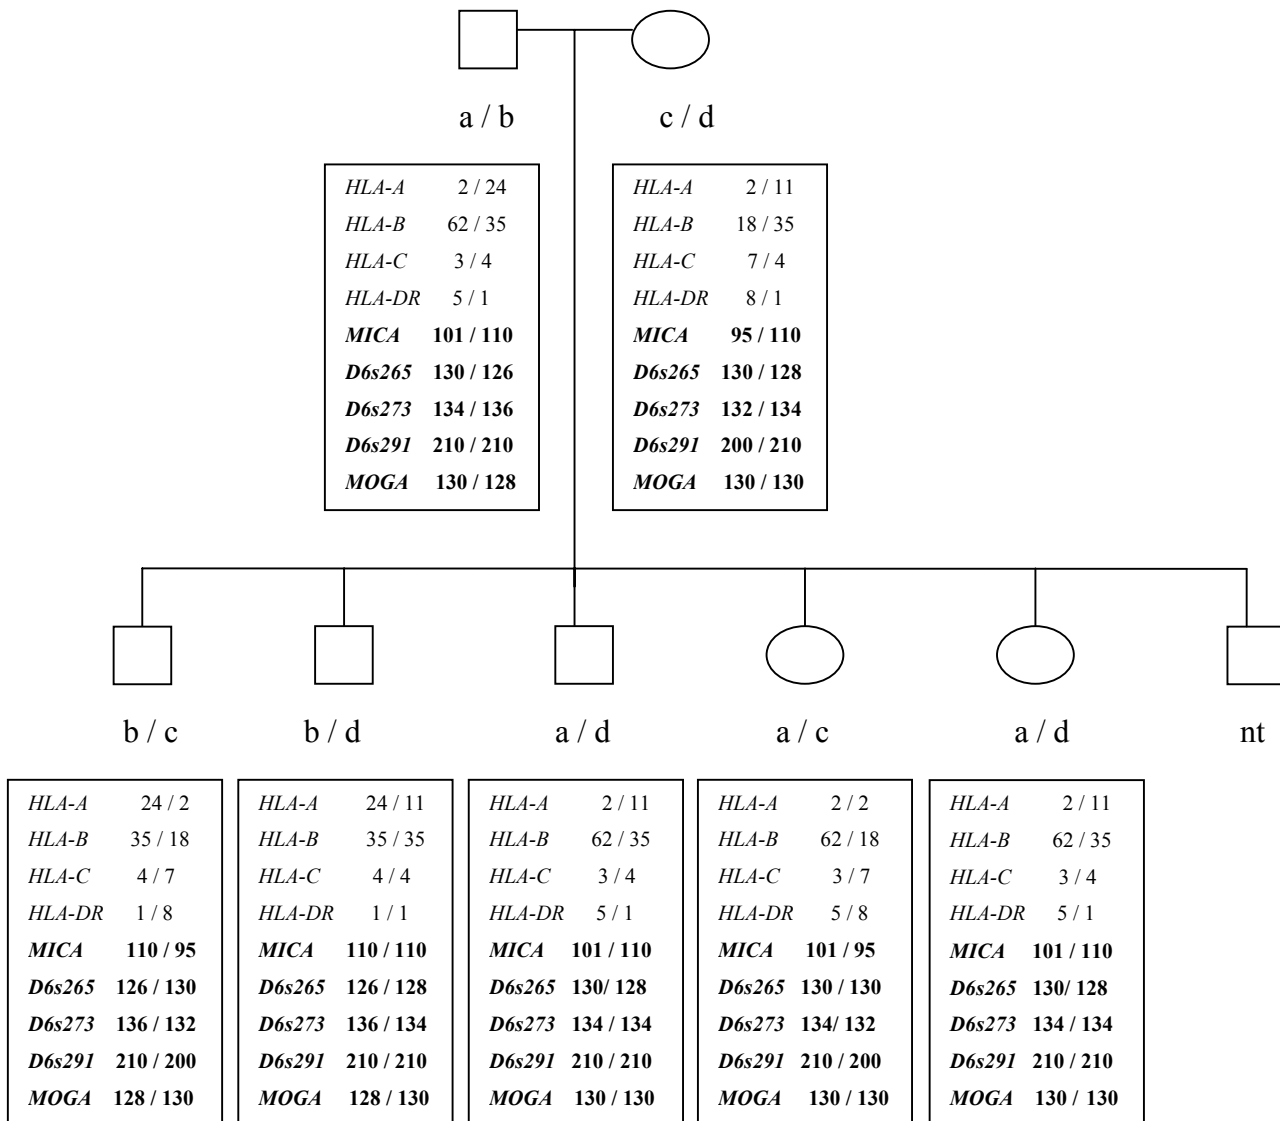 a / b
c / d
HLA-A 2 / 24
HLA-B 62 / 35
HLA-C 3 / 4
HLA-DR 5 / 1
MICA 101 / 110
D6s265 130 / 126
D6s273 134 / 136
D6s291 210 / 210
MOGA 130 / 128
HLA-A 2 / 11
HLA-B 18 / 35
HLA-C 7 / 4
HLA-DR 8 / 1
MICA 95 / 110
D6s265 130 / 128
D6s273 132 / 134
D6s291 200 / 210
MOGA 130 / 130
b / c
b / d
a / d
a / c
a / d
nt
HLA-A 24 / 2
HLA-B 35 / 18
HLA-C 4 / 7
HLA-DR 1 / 8
MICA 110 / 95
D6s265 126 / 130
D6s273 136 / 132
D6s291 210 / 200
MOGA 128 / 130
HLA-A 24 / 11
HLA-B 35 / 35
HLA-C 4 / 4
HLA-DR 1 / 1
MICA 110 / 110
D6s265 126 / 128
D6s273 136 / 134
D6s291 210 / 210
MOGA 128 / 130
HLA-A 2 / 11
HLA-B 62 / 35
HLA-C 3 / 4
HLA-DR 5 / 1
MICA 101 / 110
D6s265 130/ 128
D6s273 134 / 134
D6s291 210 / 210
MOGA 130 / 130
HLA-A 2 / 2
HLA-B 62 / 18
HLA-C 3 / 7
HLA-DR 5 / 8
MICA 101 / 95
D6s265 130 / 130
D6s273 134/ 132
D6s291 210 / 200
MOGA 130 / 130
HLA-A 2 / 11
HLA-B 62 / 35
HLA-C 3 / 4
HLA-DR 5 / 1
MICA 101 / 110
D6s265 130/ 128
D6s273 134 / 134
D6s291 210 / 210
MOGA 130 / 130